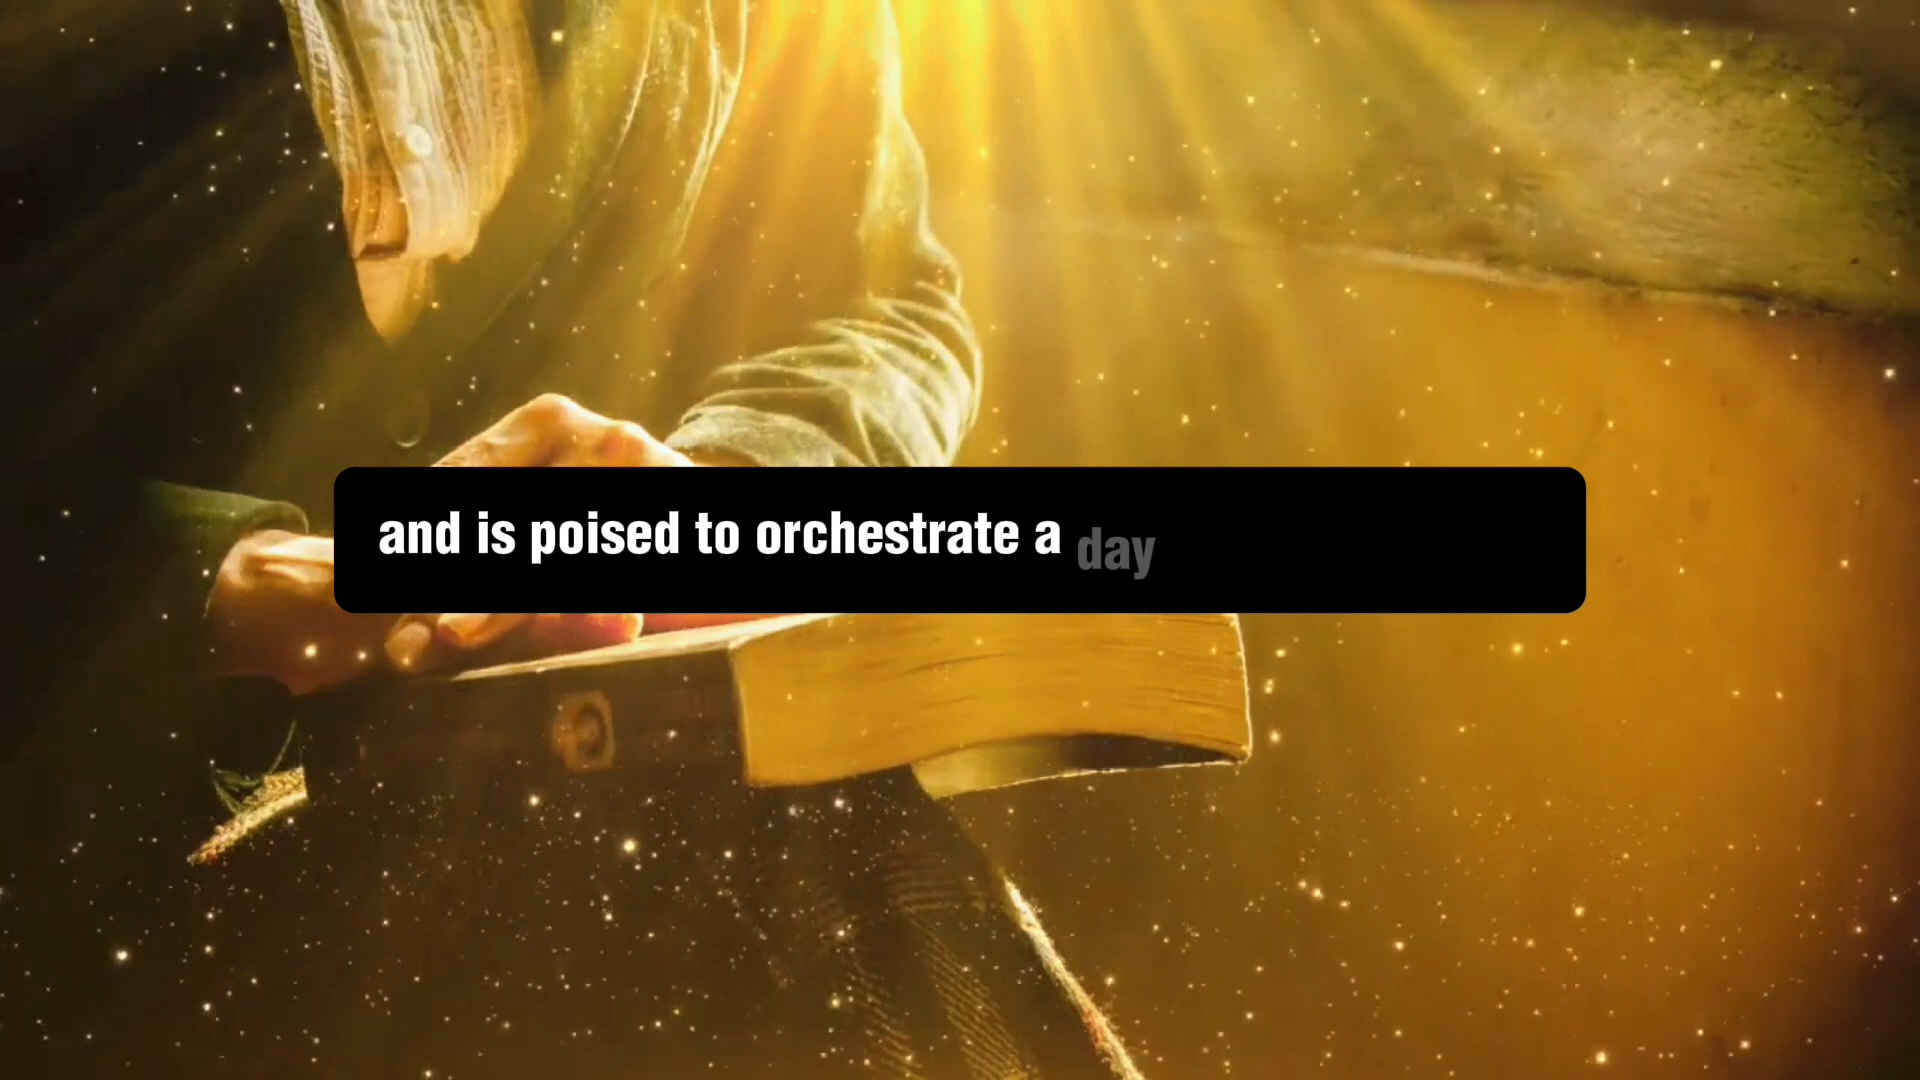 and is poised to orchestrate a day